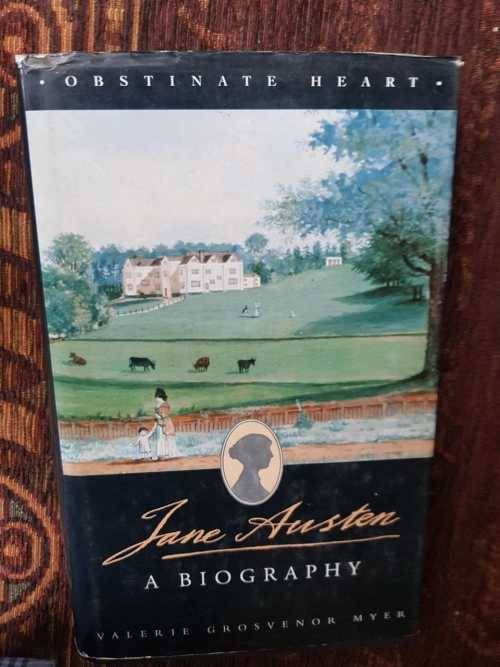 · OBSTINATE HEART ·
Jane Austen
A BIOGRAPHY
VALERIE GROSVENOR MYER